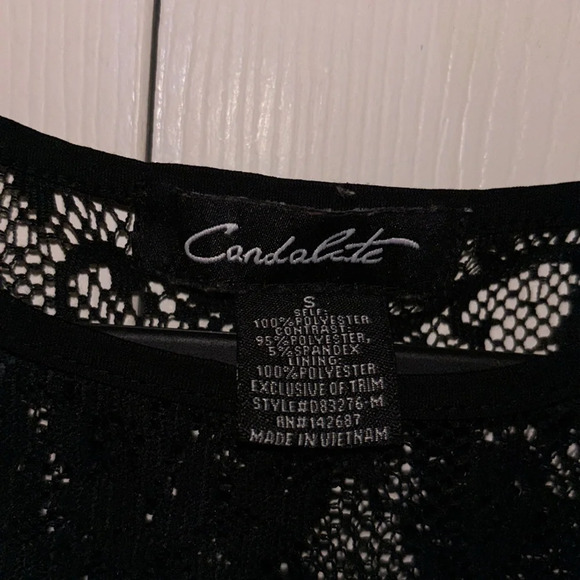 Candalite
S
SELF:
100%POLYESTER
CONTRAST:
95%POLYESTER,
5%SPANDEX
LINING:
100%POLYESTER
EXCLUSIVE OF TRIM
STYLE#D83276-M
RN#142687
MADE IN VIETNAM